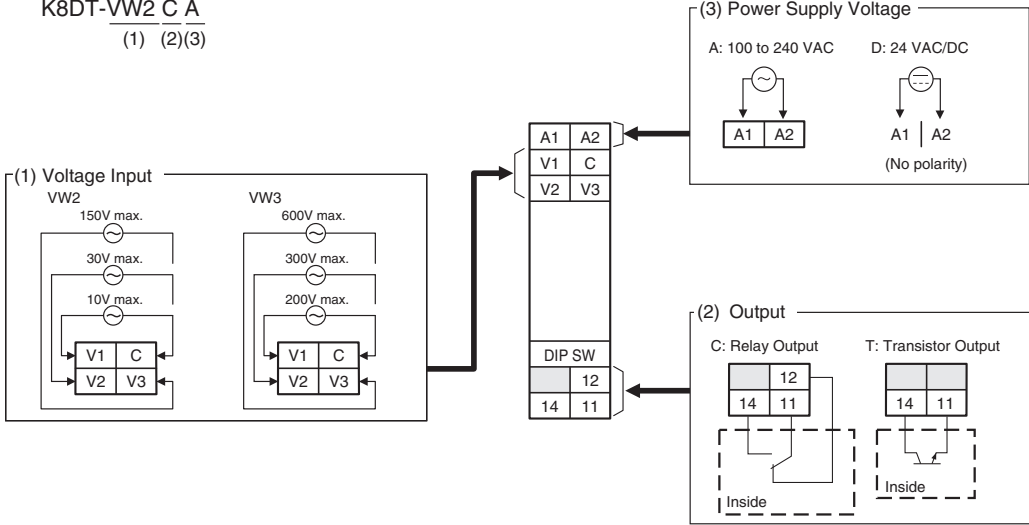 K8DT-VW2 C A
(1) (2)(3)
(3) Power Supply Voltage
A: 100 to 240 VAC
D: 24 VAC/DC
A1 A2
A1 A2
(No polarity)
A1 A2
V1 C
V2 V3
DIP SW
12
14 11
(1) Voltage Input
VW2
150V max.
30V max.
10V max.
V1 C
V2 V3
VW3
600V max.
300V max.
200V max.
V1 C
V2 V3
(2) Output
C: Relay Output
12
14 11
Inside
T: Transistor Output
14 11
Inside